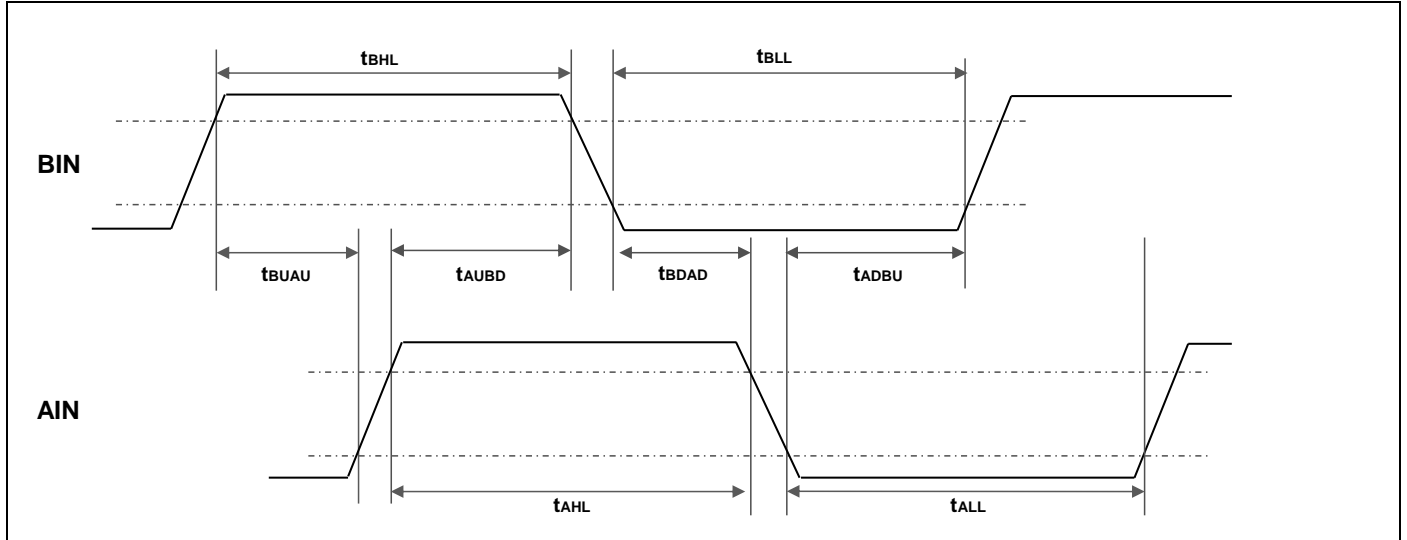 tBHL
tBLL
BIN
tBUAU
tAUBD
tBDAD
tADBU
AIN
tAHL
tALL